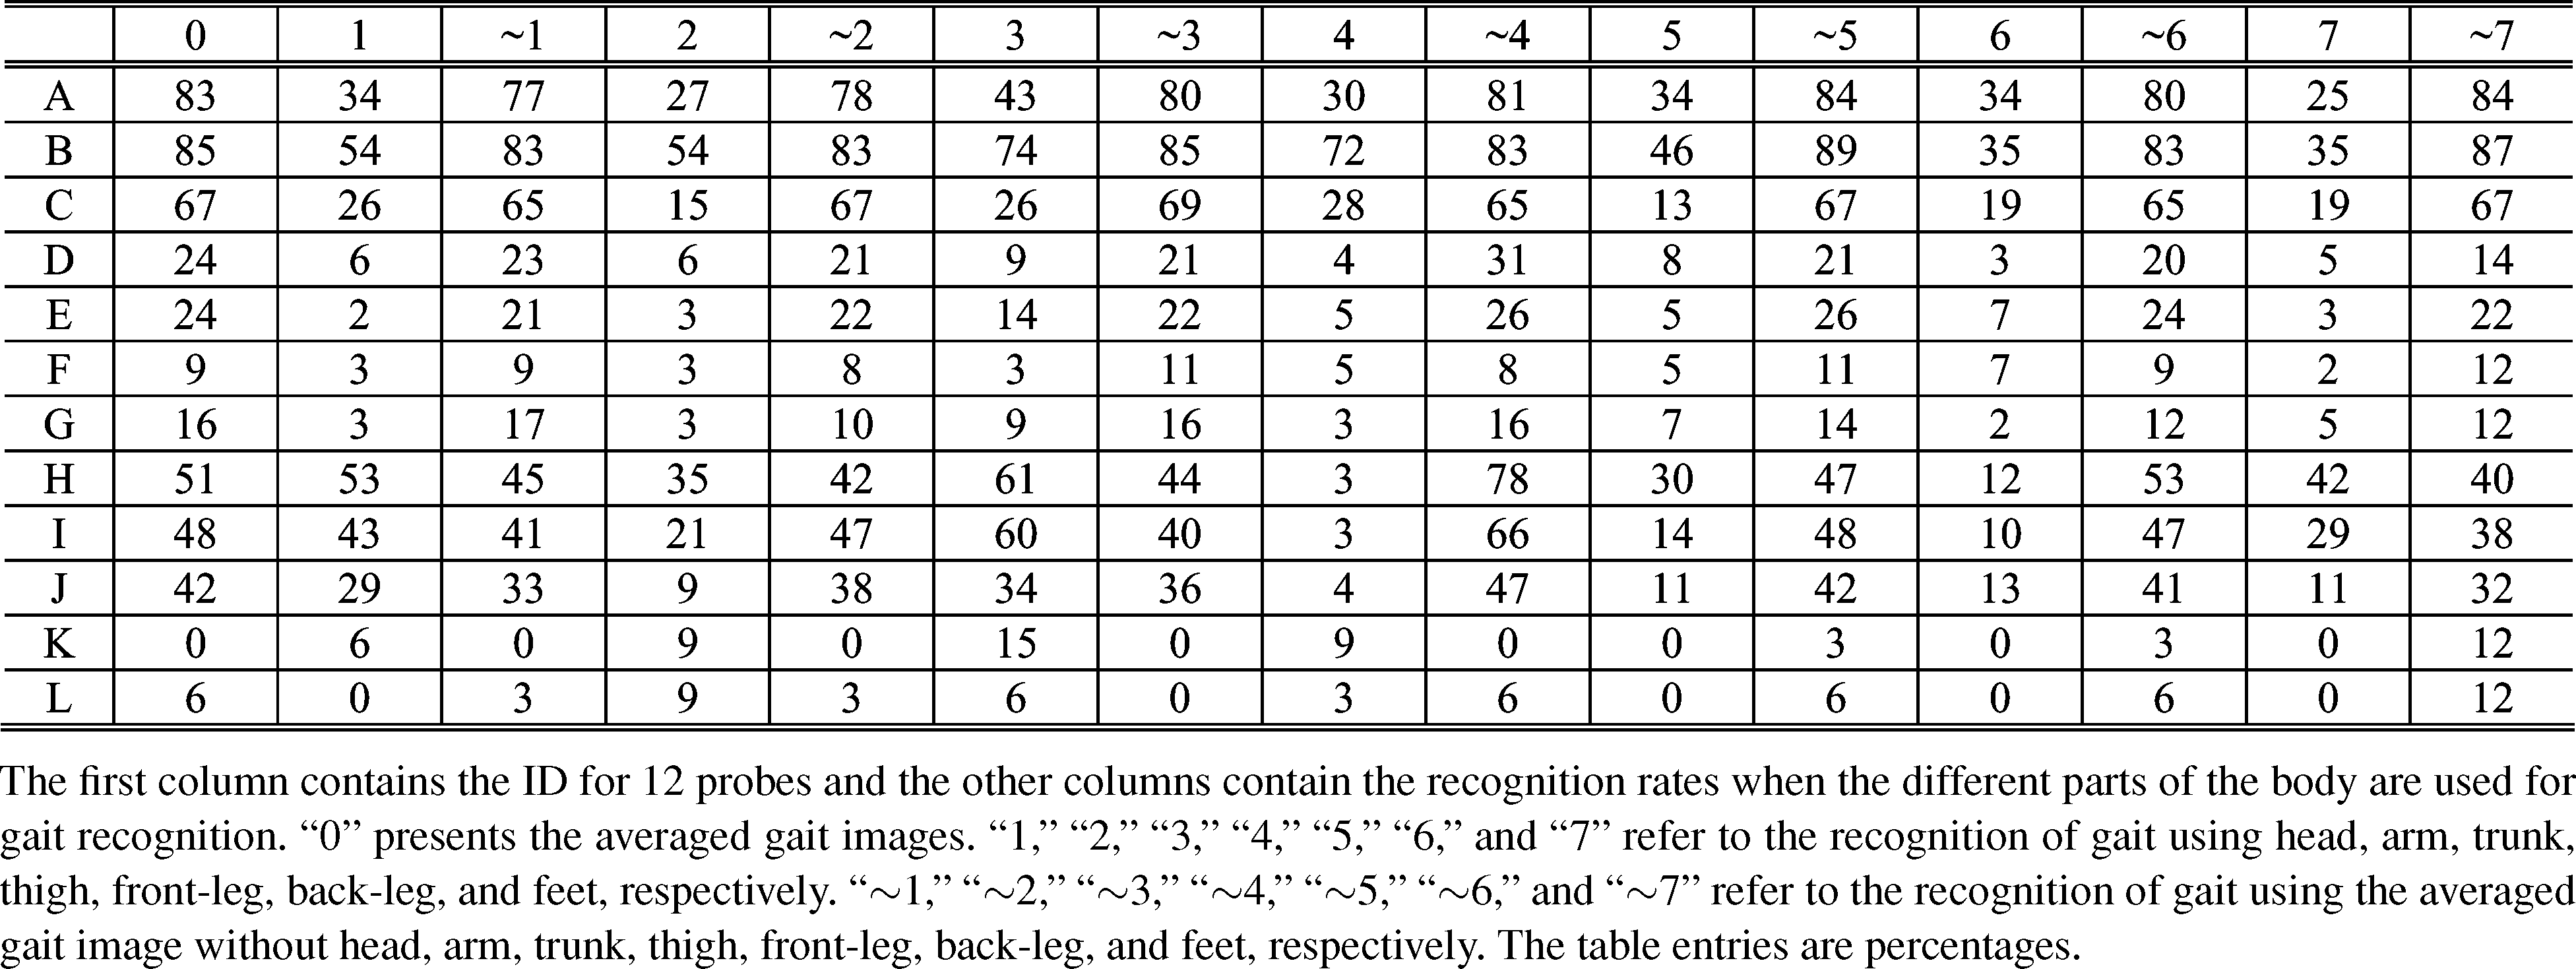 0 1 ~1 2 ~2 3 ~3 4 ~4 5 ~5 6 ~6 7 ~7
A 83 34 77 27 78 43 80 30 81 34 84 34 80 25 84
B 85 54 83 54 83 74 85 72 83 46 89 35 83 35 87
C 67 26 65 15 67 26 69 28 65 13 67 19 65 19 67
D 24 6 23 6 21 9 21 4 31 8 21 3 20 5 14
E 24 2 21 3 22 14 22 5 26 5 26 7 24 3 22
F 9 3 9 3 8 3 11 5 8 5 11 7 9 2 12
G 16 3 17 3 10 9 16 3 16 7 14 2 12 5 12
H 51 53 45 35 42 61 44 3 78 30 47 12 53 42 40
I 48 43 41 21 47 60 40 3 66 14 48 10 47 29 38
J 42 29 33 9 38 34 36 4 47 11 42 13 41 11 32
K 0 6 0 9 0 15 0 9 0 0 3 0 3 0 12
L 6 0 3 9 3 6 0 3 6 0 6 0 6 0 12
The first column contains the ID for 12 probes and the other columns contain the recognition rates when the different parts of the body are used for
gait recognition. “0” presents the averaged gait images. “1,” “2,” “3,” “4,” “5,” “6,” and “7” refer to the recognition of gait using head, arm, trunk,
thigh, front-leg, back-leg, and feet, respectively. “∼1,” “∼2,” “∼3,” “∼4,” “∼5,” “∼6,” and “∼7” refer to the recognition of gait using the averaged
gait image without head, arm, trunk, thigh, front-leg, back-leg, and feet, respectively. The table entries are percentages.